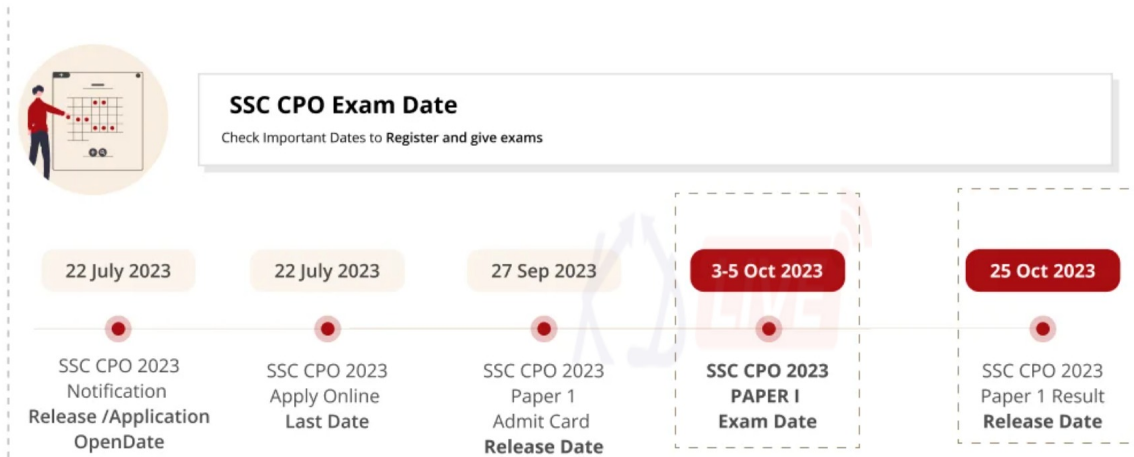 SSC CPO Exam Date
Check Important Dates to Register and give exams
22 July 2023
22 July 2023
27 Sep 2023
3-5 Oct 2023
25 Oct 2023
SSC CPO 2023
Notification
Release /Application
OpenDate
SSC CPO 2023
Apply Online
Last Date
SSC CPO 2023
Paper 1
Admit Card
Release Date
SSC CPO 2023
PAPER I
Exam Date
SSC CPO 2023
Paper 1 Result
Release Date
LIVE